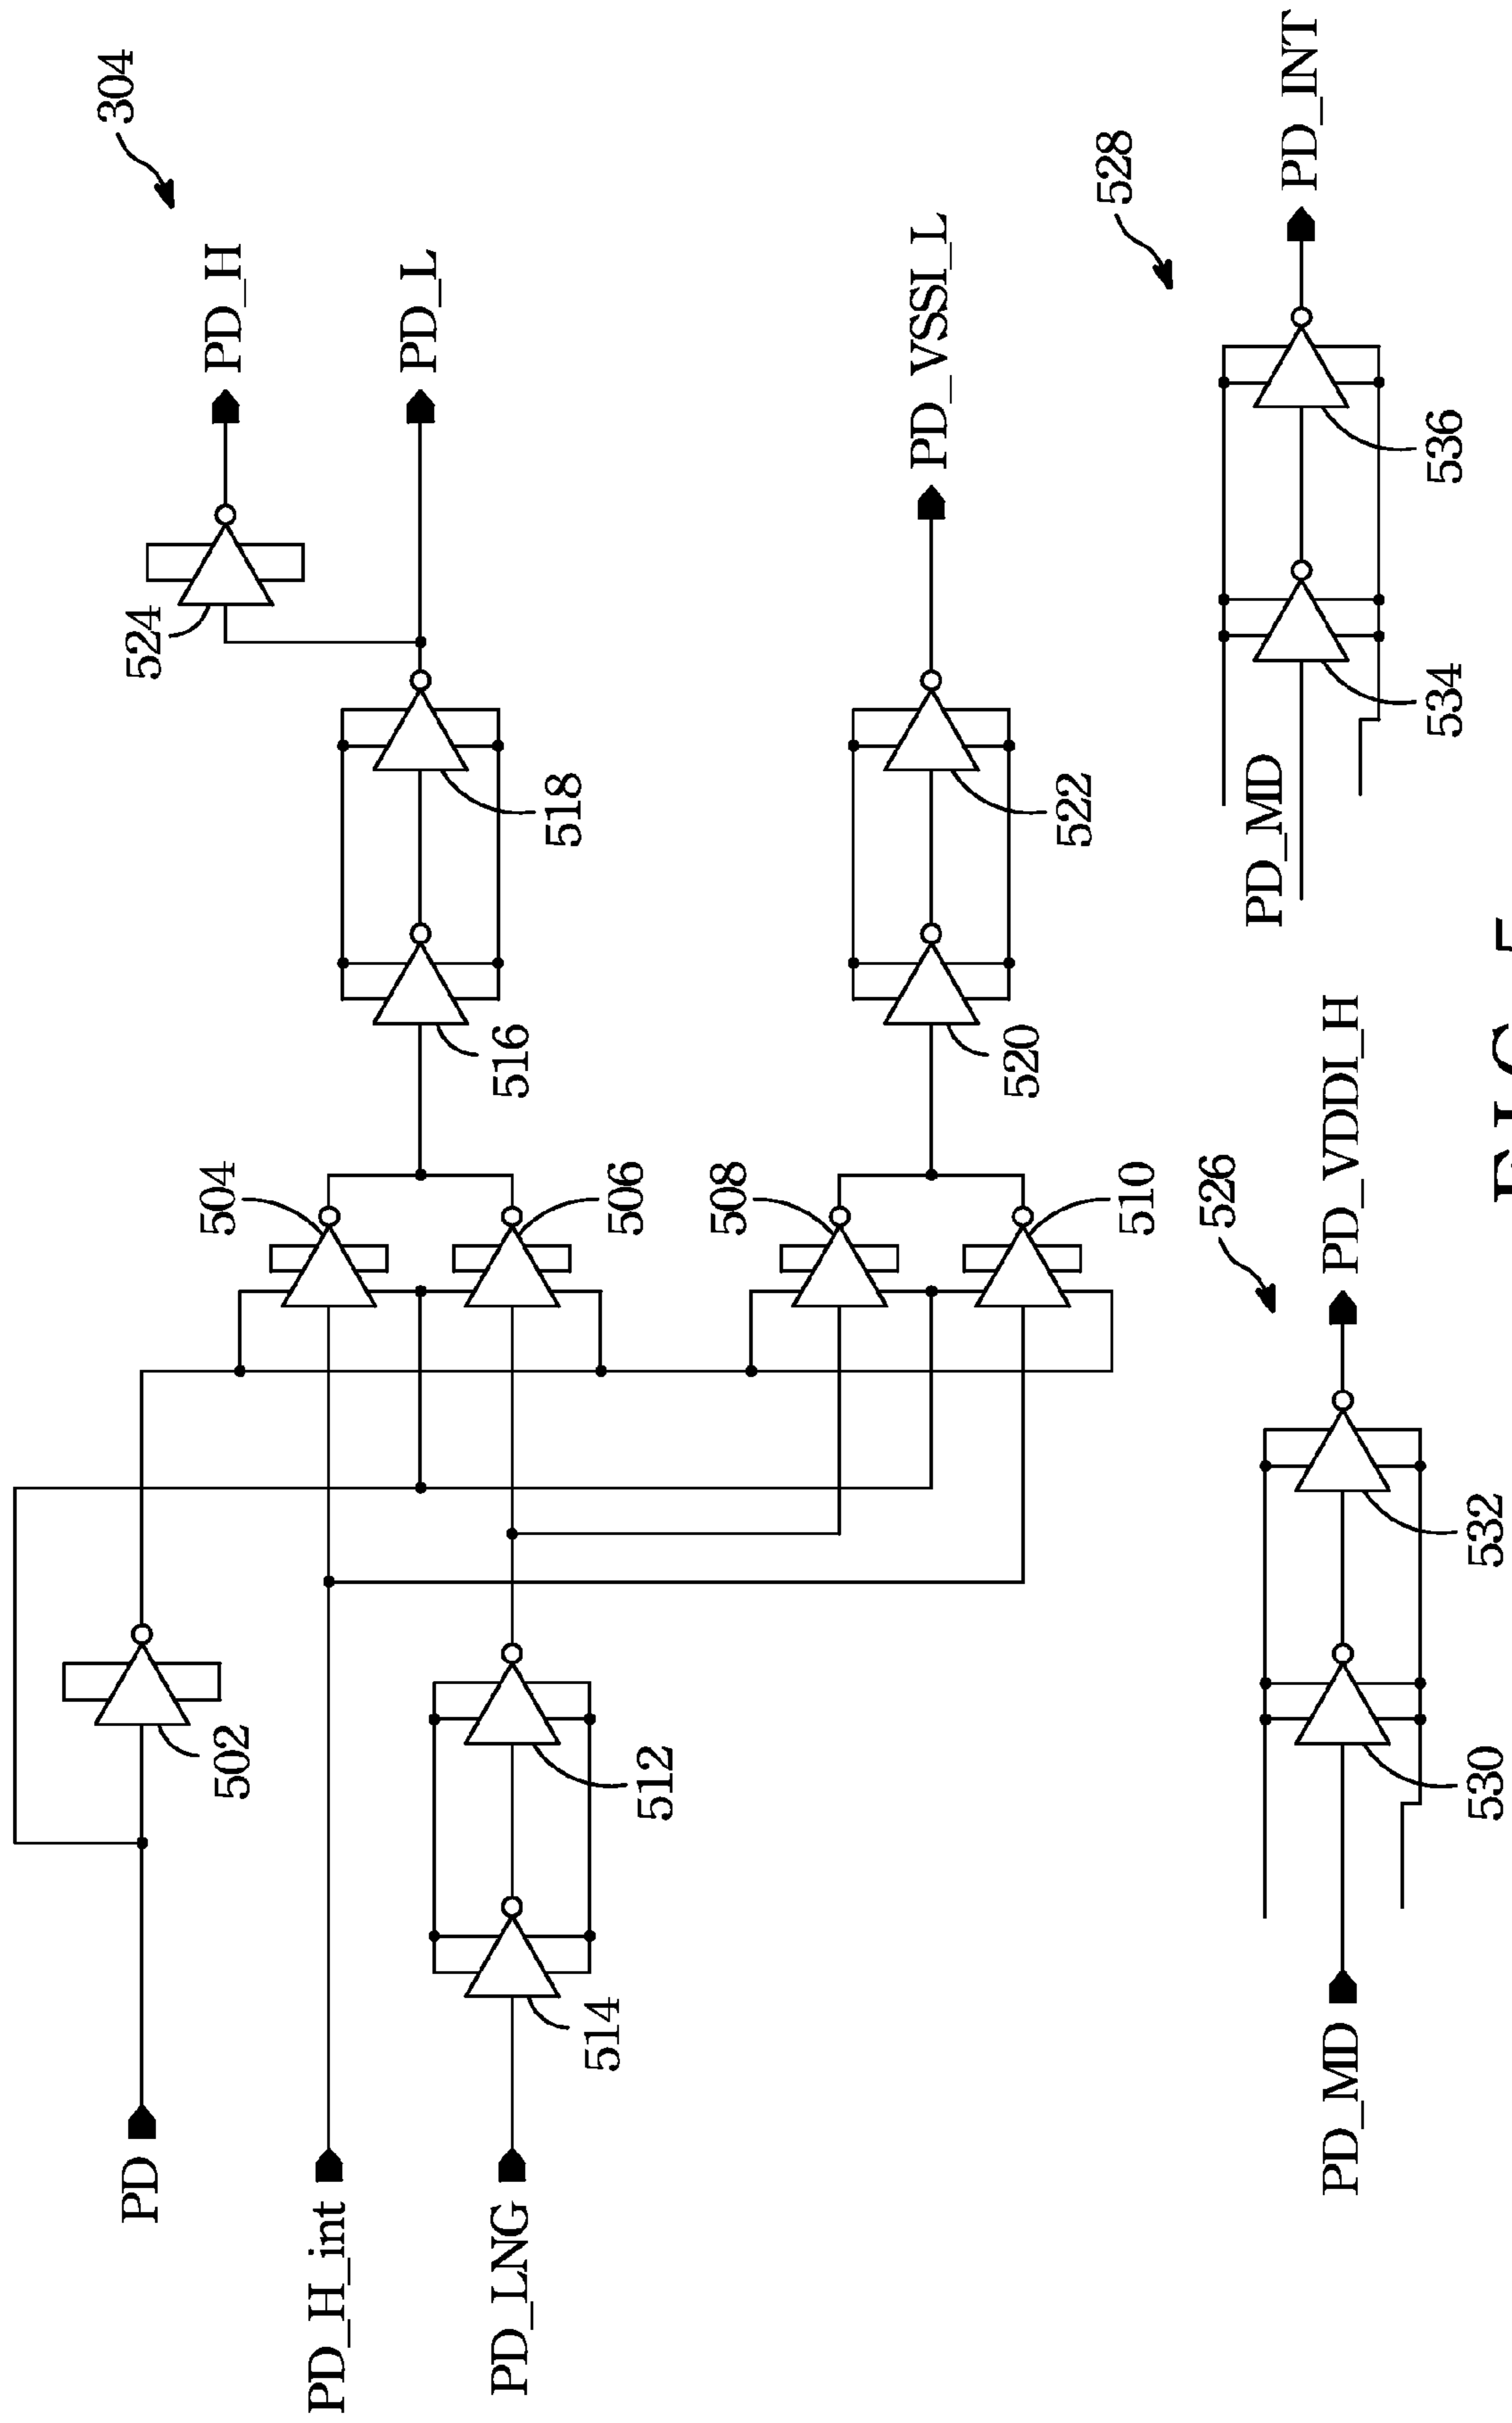 304
PD
502
524
PD_H
PD_H_int
504
PD_L
516
518
PD_LNG
514
512
506
508
PD_VSSI_L
520
522
510
528
526
PD_MD
530
532
PD_VDDI_H
PD_MD
534
536
PD_INT